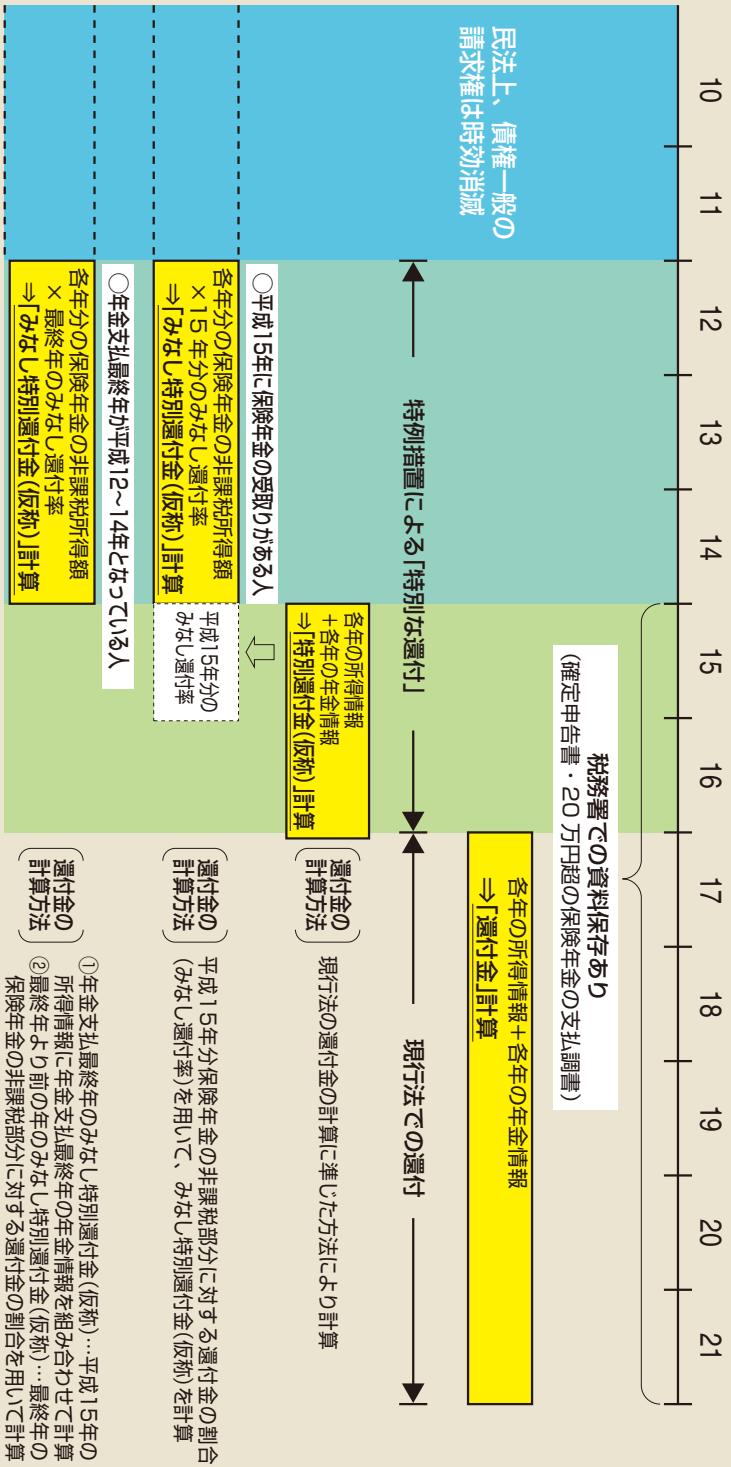 10
11
12
13
14
15
16
17
18
19
20
21
民法上、債権一般の
請求権は時効消滅
税務署での資料保存あり
(確定申告書・20 万円超の保険年金の支払調書)
各年の所得情報＋各年の年金情報
⇒「還付金」計算
特例措置による「特別な還付」
現行法での還付
各年の所得情報
＋各年の年金情報
⇒「特別還付金(仮称)」計算
還付金の
計算方法
現行法の還付金の計算に準じた方法により計算
○平成15年に保険年金の受取りがある人
各年分の保険年金の非課税所得額
×15 年分のみなし還付率
⇒「みなし特別還付金(仮称)」計算
平成15年分の
みなし還付率
還付金の
計算方法
平成15年分保険年金の非課税部分に対する還付金の割合
(みなし還付率)を用いて、みなし特別還付金(仮称)を計算
○年金支払最終年が平成12～14年となっている人
各年分の保険年金の非課税所得額
× 最終年のみなし還付率
⇒「みなし特別還付金(仮称)」計算
還付金の
計算方法
①年金支払最終年のみなし特別還付金(仮称)…平成15年の
所得情報に年金支払最終年の年金情報を組み合わせて計算
②最終年より前の年のみなし特別還付金(仮称)…最終年の
保険年金の非課税部分に対する還付金の割合を用いて計算